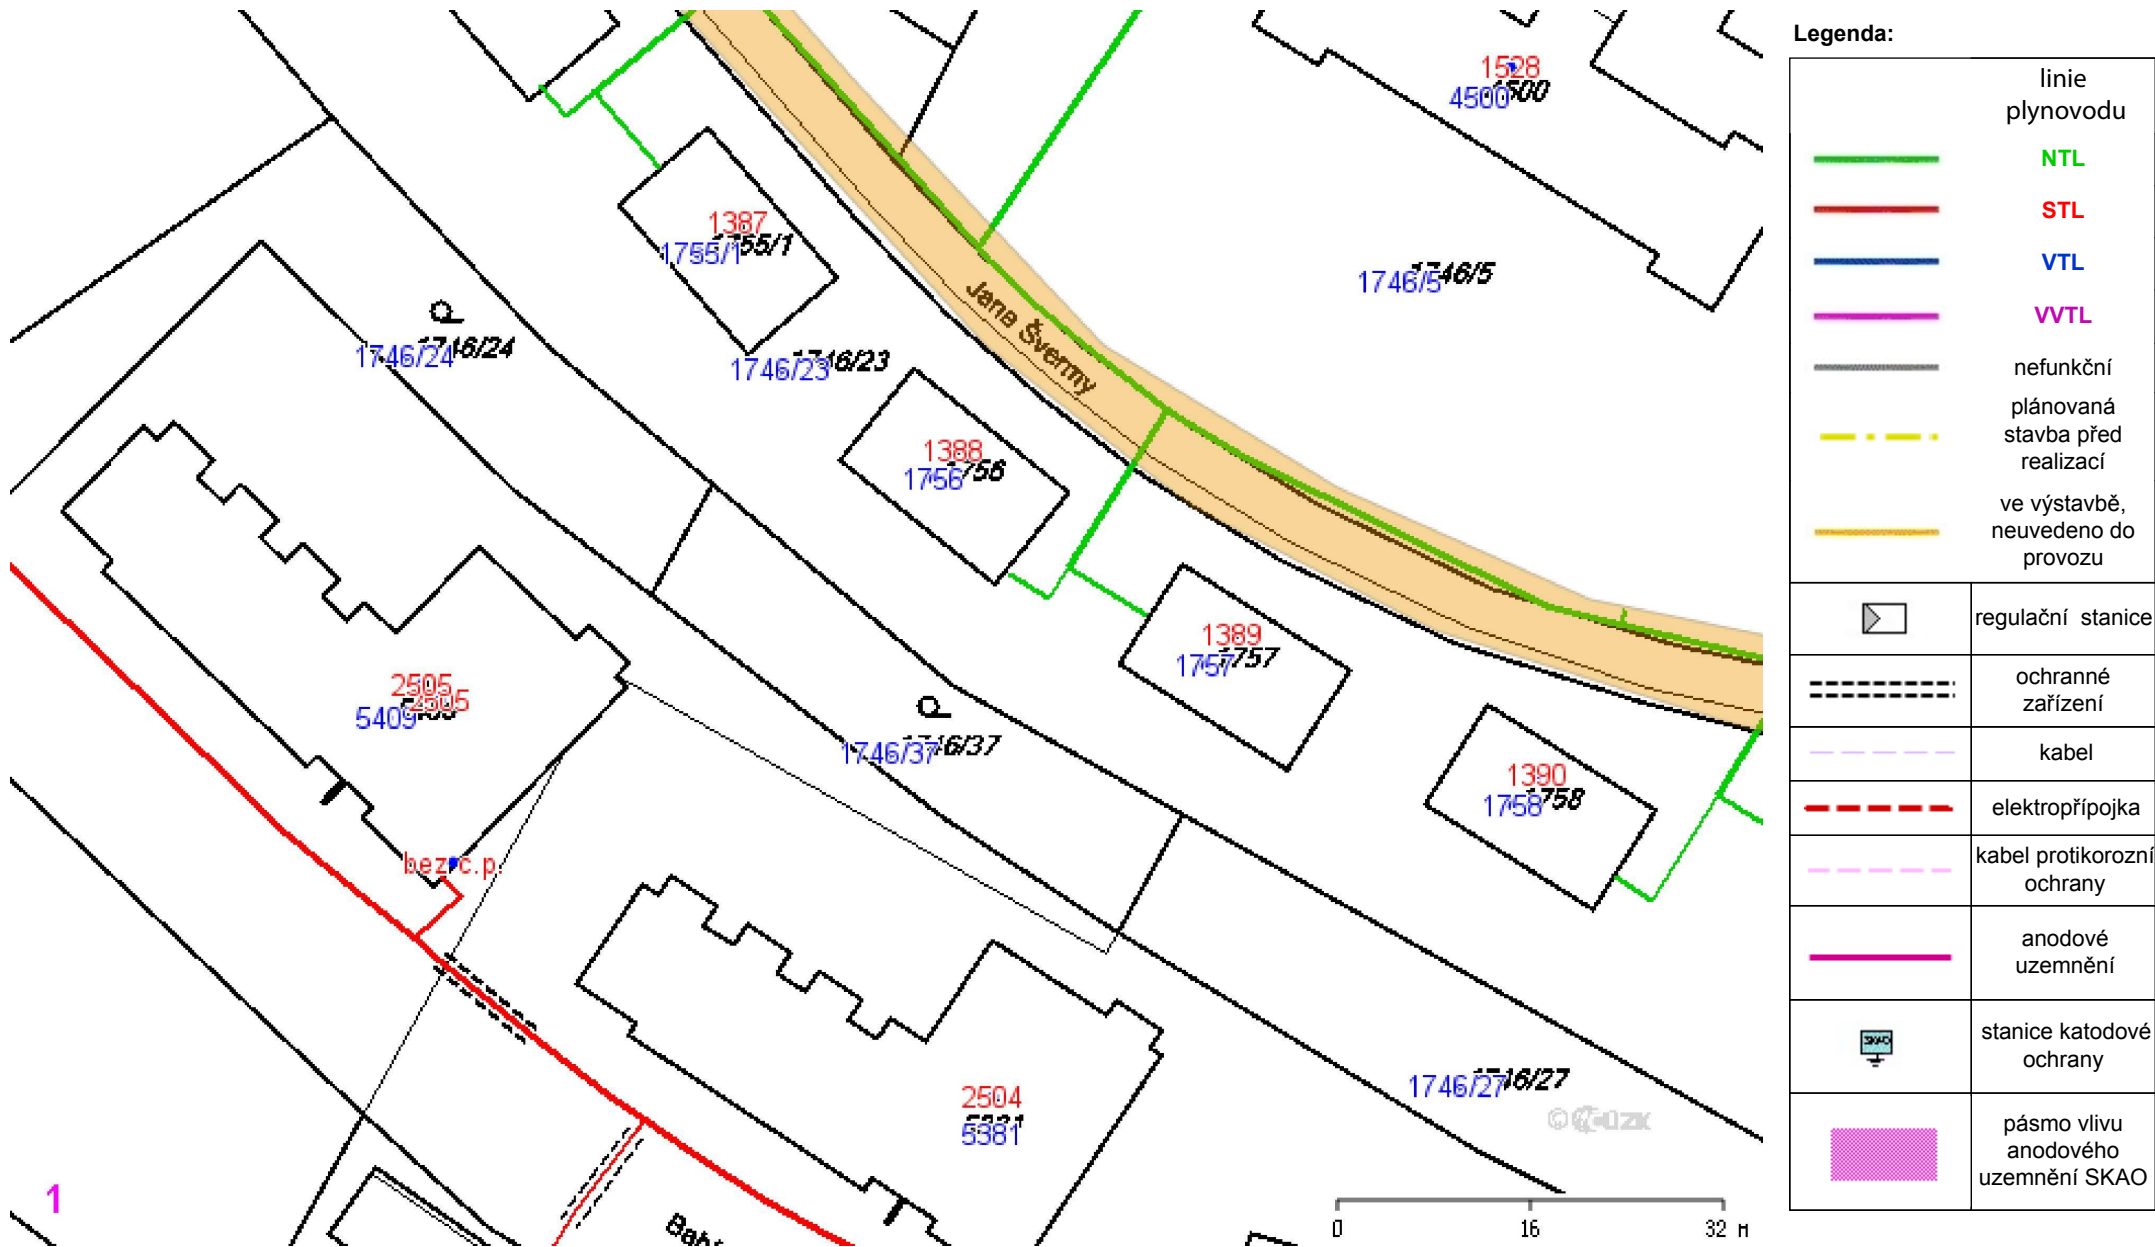 1528
4500
1387
1755/1
1746/5
1746/24
1746/23
Jana Švermy
1388
1756
1389
1757
2505
2505
5409
1746/37
1390
1758
bez c.p.
2504
5381
1746/27
1
0 16 32 M
Legenda:
linie
plynovodu
NTL
STL
VTL
VVTL
nefunkční
plánovaná
stavba před
realizací
ve výstavbě,
neuvedeno do
provozu
regulační stanice
ochranné
zařízení
kabel
elektropřípojka
kabel protikorozní
ochrany
anodové
uzemnění
SKAO
stanice katodové
ochrany
pásmo vlivu
anodového
uzemnění SKAO